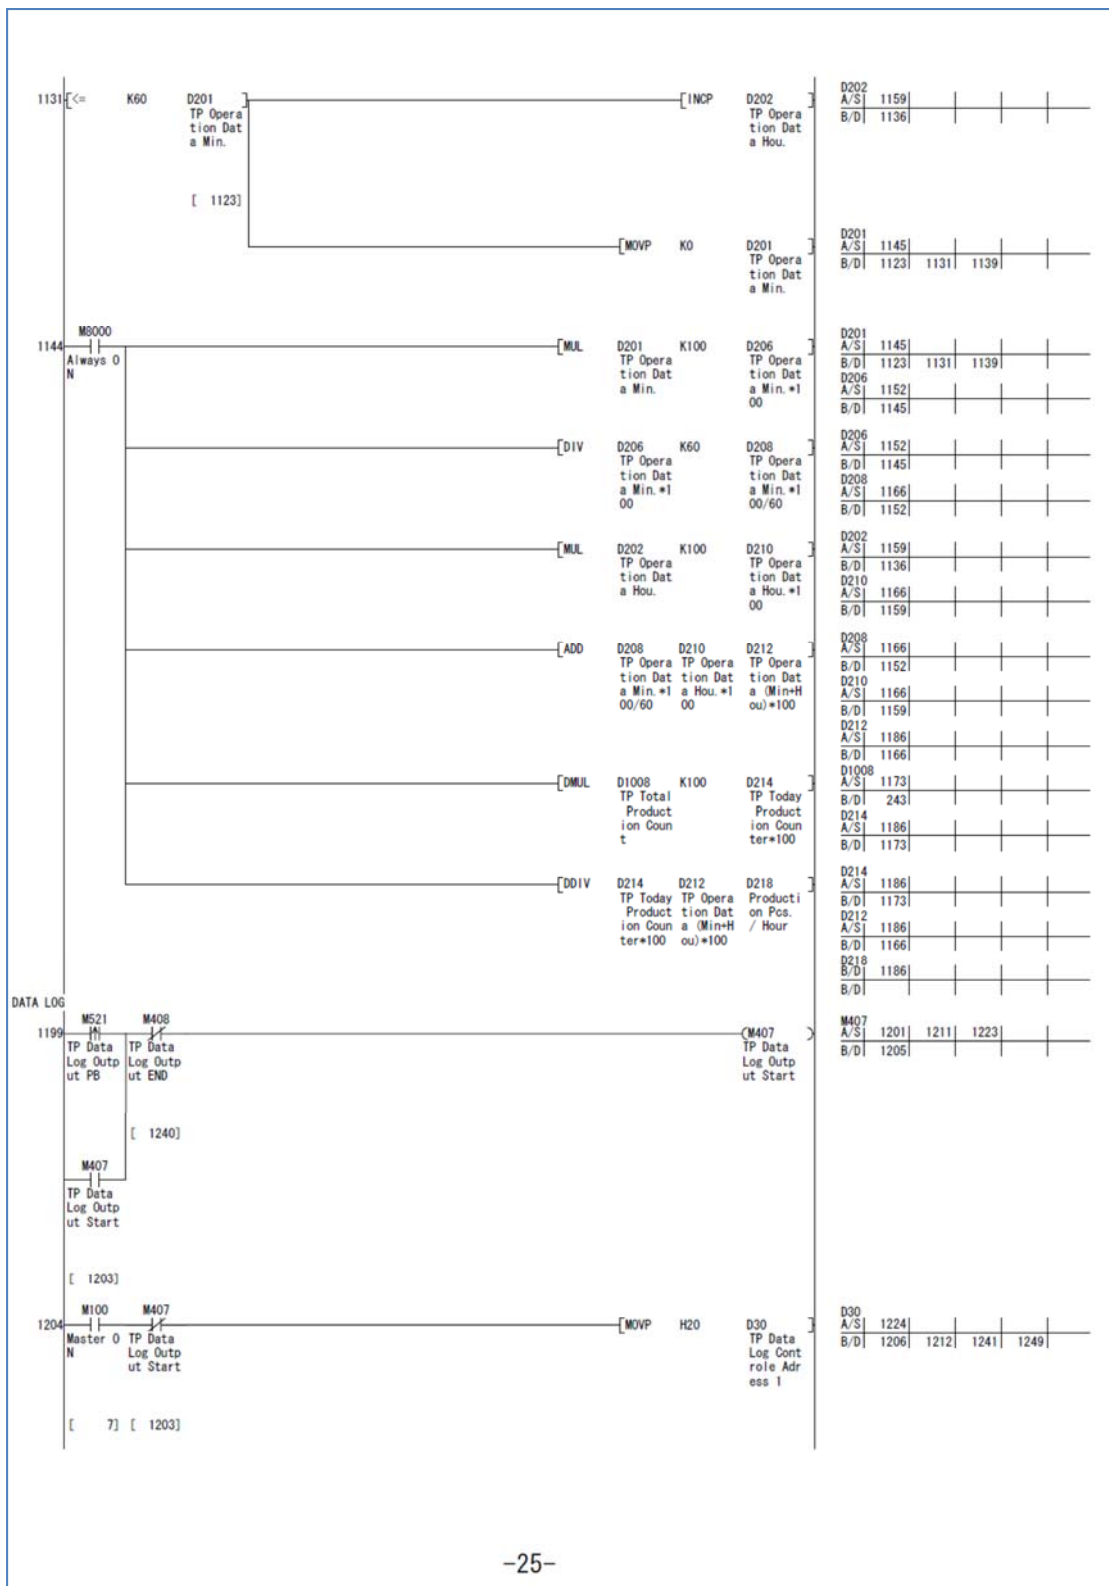 1131 [<= K60 D201 ] [INCP D202 ]
TP Opera TP Opera
tion Dat tion Dat
a Min. a Hou.
D202
A/S 1159
B/D 1136
[ 1123]
[MOVP K0 D201 ]
TP Opera
tion Dat
a Min.
D201
A/S 1145
B/D 1123 1131 1139
M8000
1144 [MUL D201 K100 D206 ]
Always O TP Opera TP Opera
N tion Dat tion Dat
a Min. a Min.*1
00
D201
A/S 1145
B/D 1123 1131 1139
D206
A/S 1152
B/D 1145
[DIV D206 K60 D208 ]
TP Opera TP Opera
tion Dat tion Dat
a Min.*1 a Min.*1
00 00/60
D206
A/S 1152
B/D 1145
D208
A/S 1166
B/D 1152
[MUL D202 K100 D210 ]
TP Opera TP Opera
tion Dat tion Dat
a Hou. a Hou.*1
00
D202
A/S 1159
B/D 1136
D210
A/S 1166
B/D 1159
[ADD D208 D210 D212 ]
TP Opera TP Opera TP Opera
tion Dat tion Dat tion Dat
a Min.*1 a Hou.*1 a (Min+H
00/60 00 ou)*100
D208
A/S 1166
B/D 1152
D210
A/S 1166
B/D 1159
D212
A/S 1186
B/D 1166
[DMUL D1008 K100 D214 ]
TP Total TP Today
Product Product
ion Coun ion Coun
t ter*100
D1008
A/S 1173
B/D 243
D214
A/S 1186
B/D 1173
[DDIV D214 D212 D218 ]
TP Today TP Opera Producti
Product tion Dat on Pcs.
ion Coun a (Min+H / Hour
ter*100 ou)*100
D214
A/S 1186
B/D 1173
D212
A/S 1186
B/D 1166
D218
B/D 1186
B/D
DATA LOG
M521 M408
1199 (M407 )
TP Data TP Data TP Data
Log Outp Log Outp Log Outp
ut PB ut END ut Start
M407
A/S 1201 1211 1223
B/D 1205
[ 1240]
M407
TP Data
Log Outp
ut Start
[ 1203]
M100 M407
1204 [MOVP H20 D30 ]
Master O TP Data TP Data
N Log Outp Log Cont
ut Start role Adr
ess 1
D30
A/S 1224
B/D 1206 1212 1241 1249
[ 7] [ 1203]
-25-